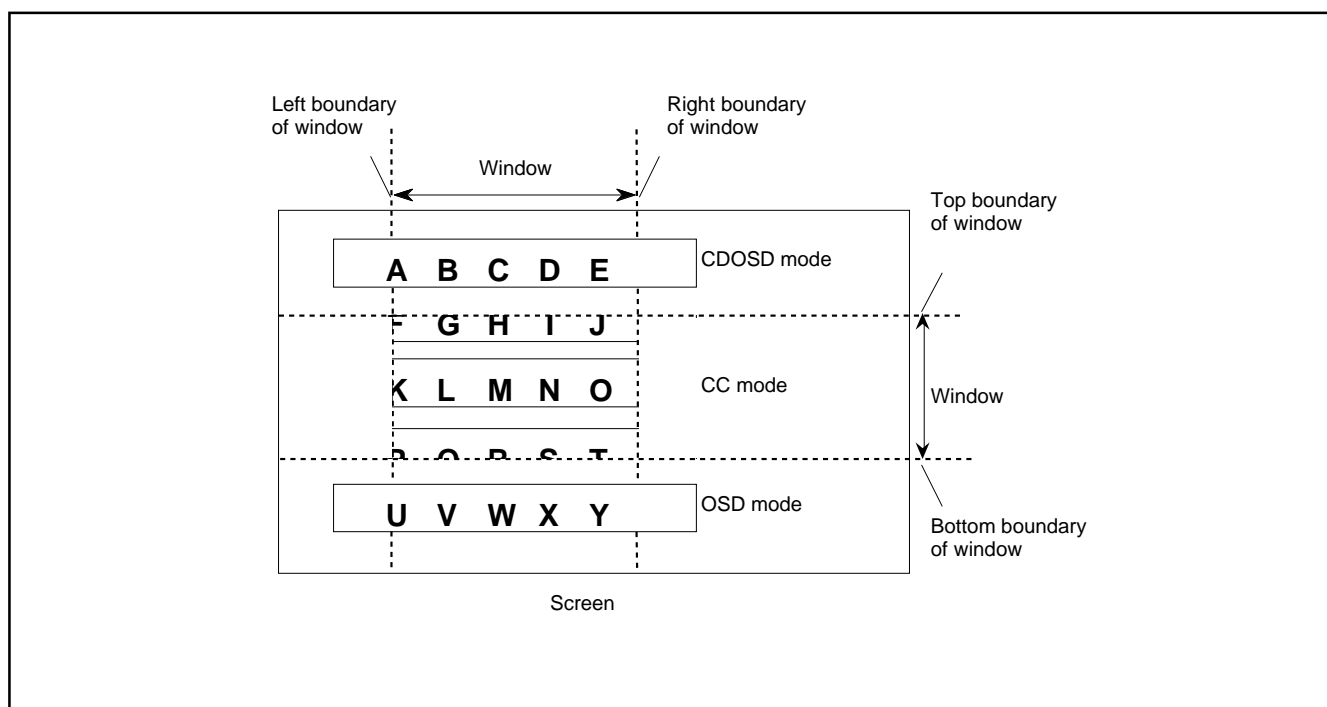 Left boundary
of window
Right boundary
of window
Window
Top boundary
of window
A B C D E
CDOSD mode
G H I J
K L M N O
CC mode
Window
S T
U V W X Y
OSD mode
Bottom boundary
of window
Screen